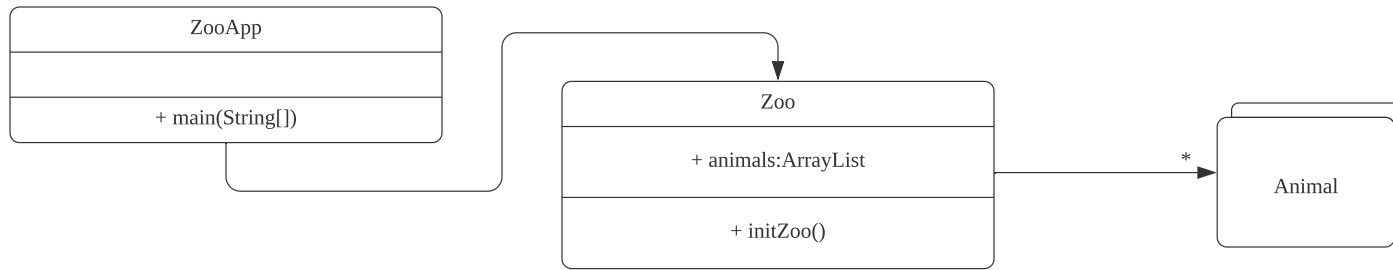 ZooApp
+ main(String[])
Zoo
+ animals:ArrayList
+ initZoo()
*
Animal